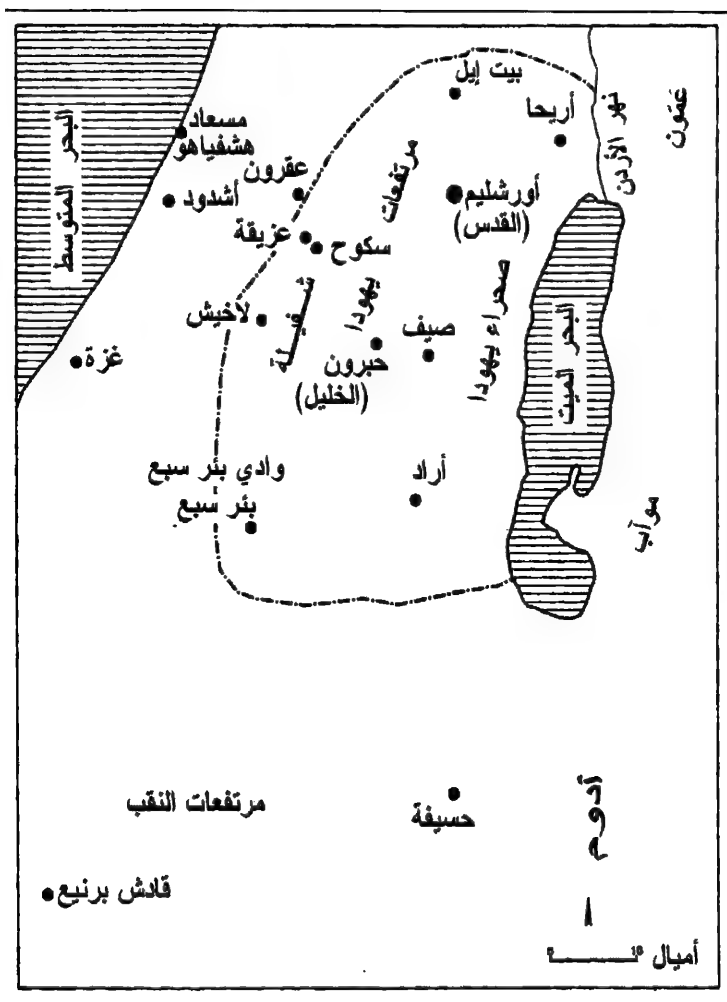 بيت إيل
أريحا
نهر الأردن
عمون
البحر المتوسط
مسعاد
هشفياهو
عقرون
مرتفعات
أورشليم
(القدس)
أشدود
عزيقة
سكوح
شفيلة
يهودا
صحراء يهودا
البحر الميت
لاخيش
صيف
حبرون
(الخليل)
غزة
وادي بئر سبع
بئر سبع
أراد
موآب
مرتفعات النقب
حسيفة
أدوم
قادش برنيع
أميال 10